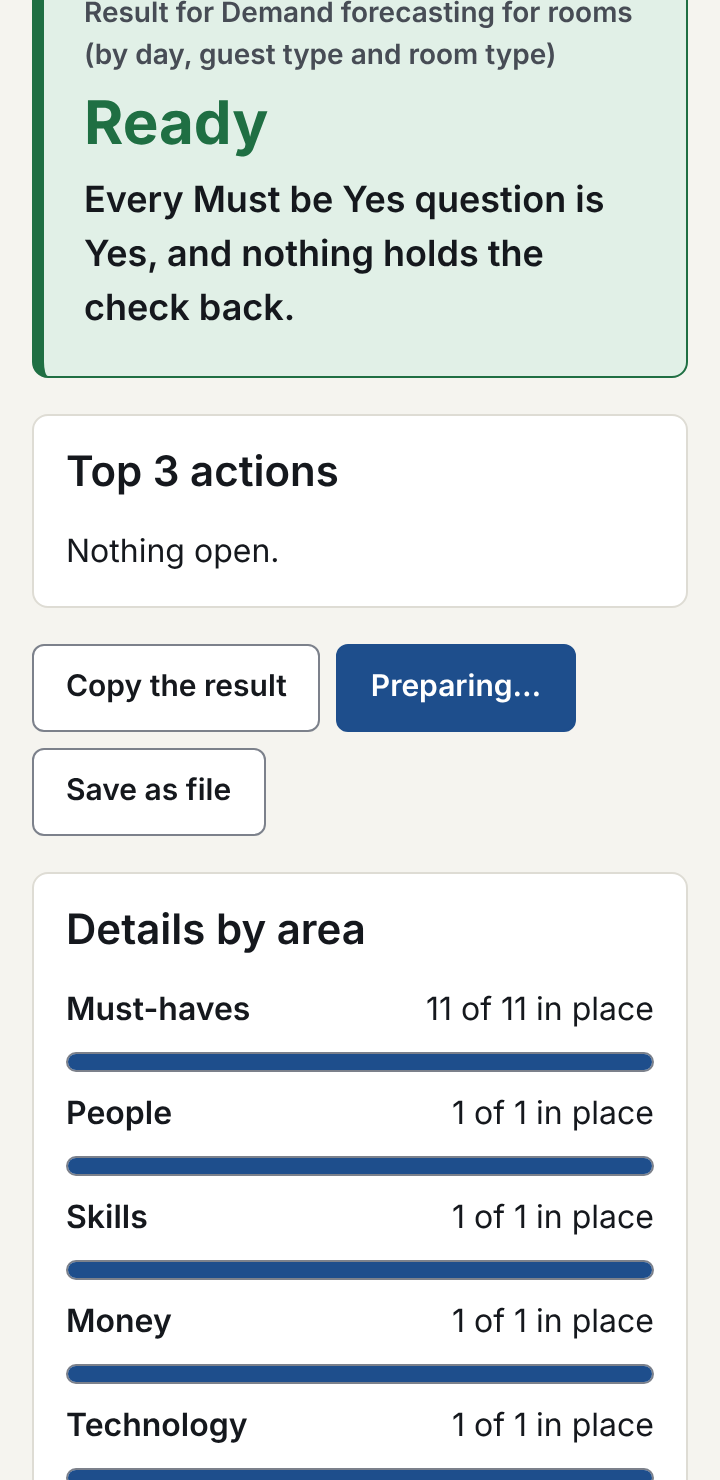 Result for Demand forecasting for rooms
(by day, guest type and room type)
Ready
Every Must be Yes question is
Yes, and nothing holds the
check back.
Top 3 actions
Nothing open.
Copy the result
Preparing...
Save as file
Details by area
Must-haves 11 of 11 in place
People 1 of 1 in place
Skills 1 of 1 in place
Money 1 of 1 in place
Technology 1 of 1 in place